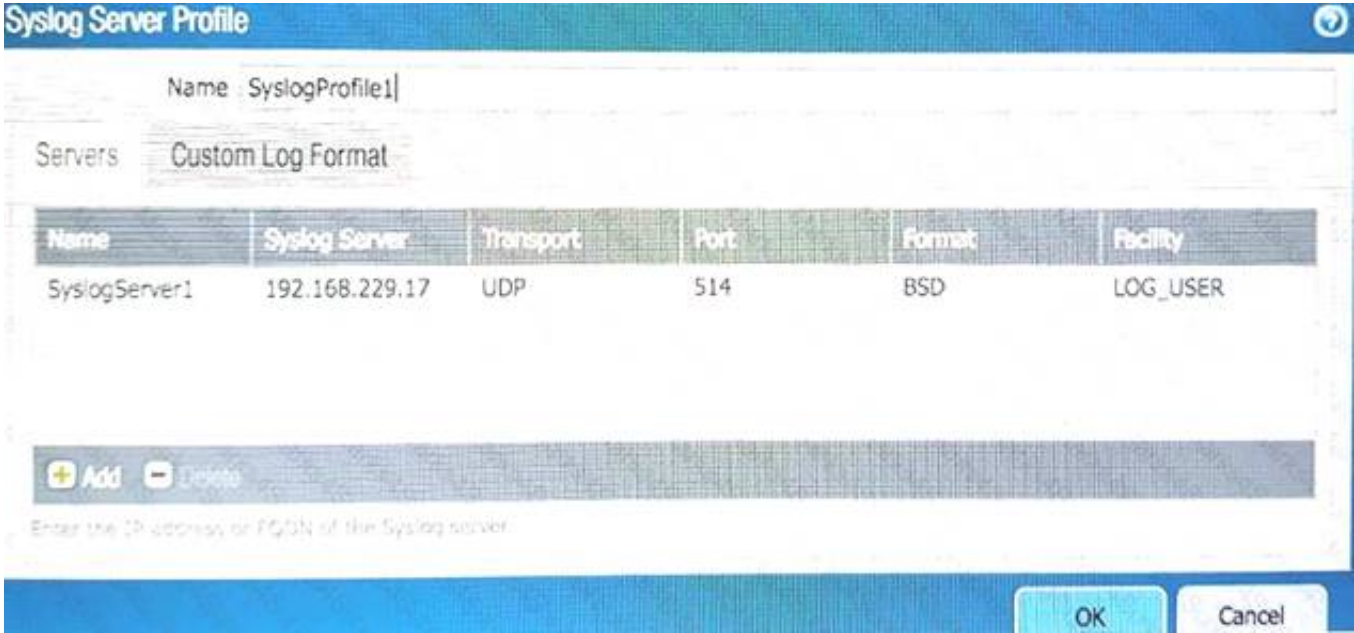 Syslog Server Profile
Name SyslogProfile1
Servers Custom Log Format
Name Syslog Server Transport Port Format Facility
SyslogServer1 192.168.229.17 UDP 514 BSD LOG_USER
Add Delete
Enter the IP address or FQDN of the Syslog server
OK Cancel